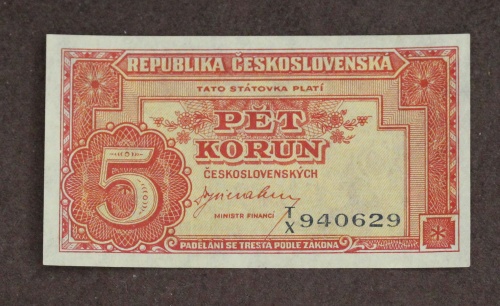 REPUBLIKA ČESKOSLOVENSKÁ
TATO STÁTOVKA PLATÍ
PĚT
KORUN
ČESKOSLOVENSKÝCH
5
MINISTR FINANCÍ
T/X 940629
PADĚLÁNÍ SE TRESTÁ PODLE ZÁKONA